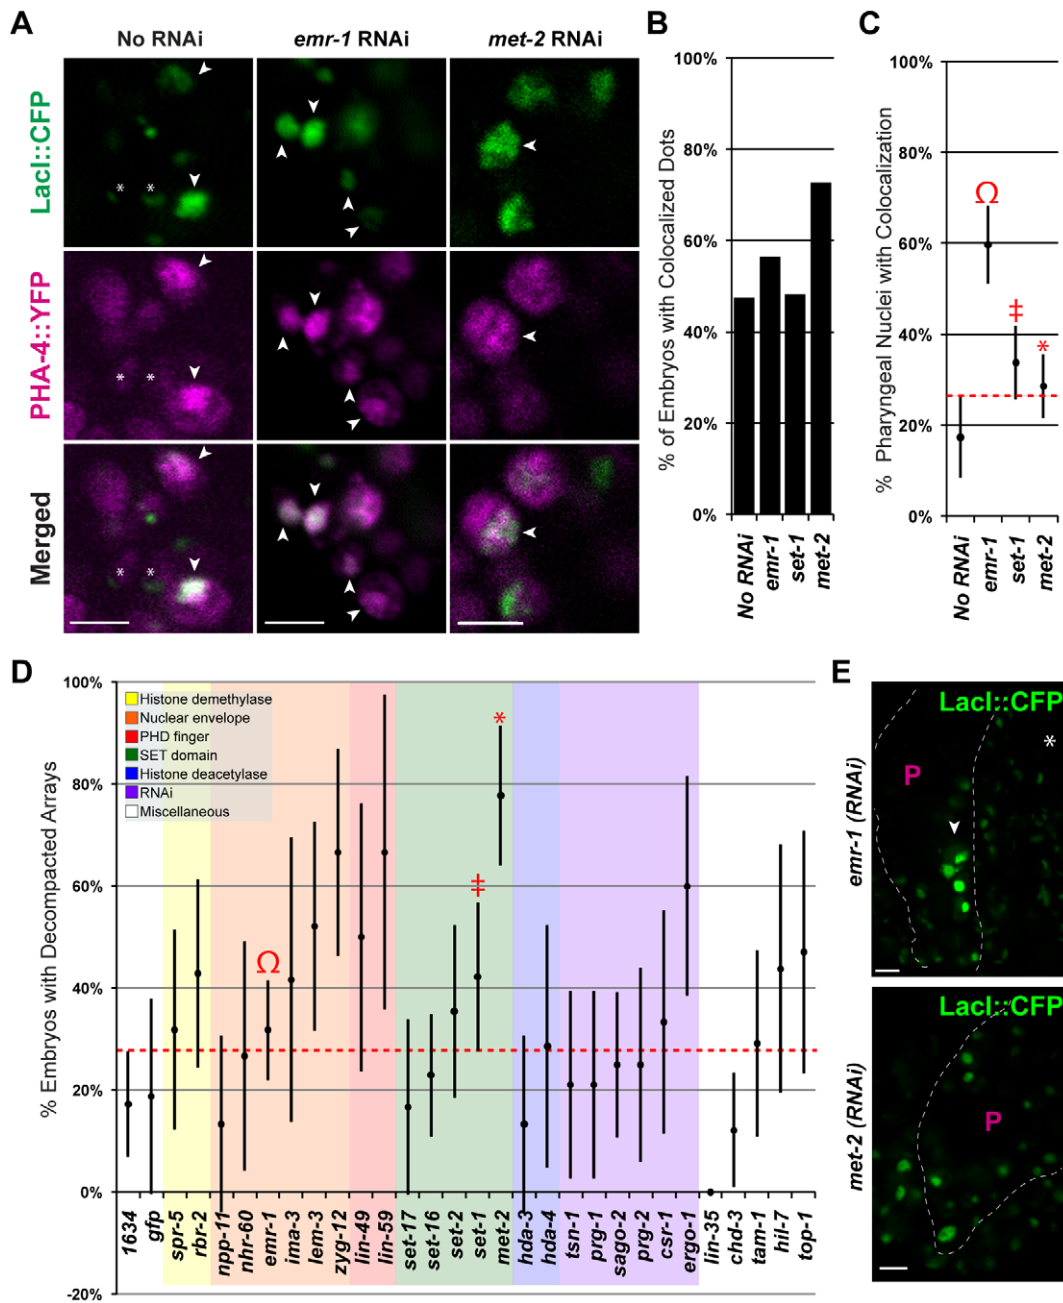 A
No RNAi
emr-1 RNAi
met-2 RNAi
LacI::CFP
PHA-4::YFP
Merged
* *
* *
* *
B
% of Embryos with Colocalized Dots
100%
80%
60%
40%
20%
0%
No RNAi
emr-1
set-1
met-2
C
% Pharyngeal Nuclei with Colocalization
100%
80%
60%
40%
20%
0%
Ω
‡
*
No RNAi
emr-1
set-1
met-2
D
% Embryos with Decompacted Arrays
100%
80%
60%
40%
20%
0%
-20%
Histone demethylase
Nuclear envelope
PHD finger
SET domain
Histone deacetylase
RNAi
Miscellaneous
Ω
‡
*
1634
gfp
spr-5
rbr-2
npp-11
nhr-60
emr-1
ima-3
lem-3
zyg-12
lin-49
lin-59
set-17
set-16
set-2
set-1
met-2
hda-3
hda-4
tsn-1
prg-1
sago-2
prg-2
csr-1
ergo-1
lin-35
chd-3
tam-1
hil-7
top-1
E
emr-1 (RNAi)
LacI::CFP
*
P
met-2 (RNAi)
LacI::CFP
P